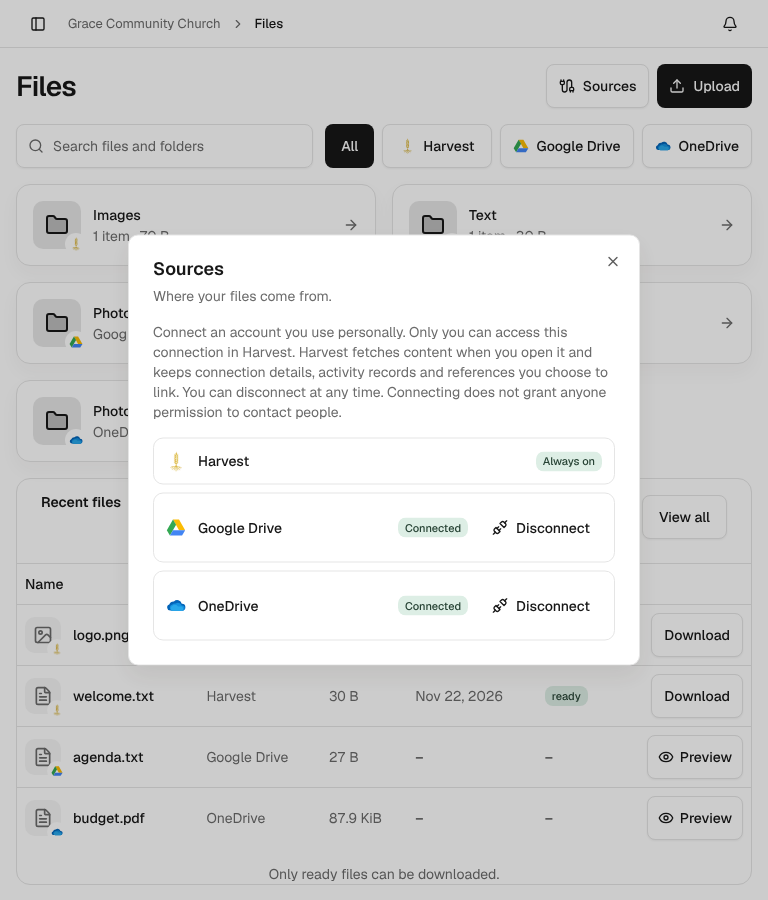 Grace Community Church > Files
Files
Sources
Upload
Search files and folders
All
Harvest
Google Drive
OneDrive
Images
1 item
Text
Sources
Where your files come from.
Connect an account you use personally. Only you can access this
connection in Harvest. Harvest fetches content when you open it and
keeps connection details, activity records and references you choose to
link. You can disconnect at any time. Connecting does not grant anyone
permission to contact people.
Harvest
Always on
Google Drive
Connected
Disconnect
OneDrive
Connected
Disconnect
Recent files
View all
Name
logo.png
Download
welcome.txt
Harvest
30 B
Nov 22, 2026
ready
Download
agenda.txt
Google Drive
27 B
–
–
Preview
budget.pdf
OneDrive
87.9 KiB
–
–
Preview
Only ready files can be downloaded.